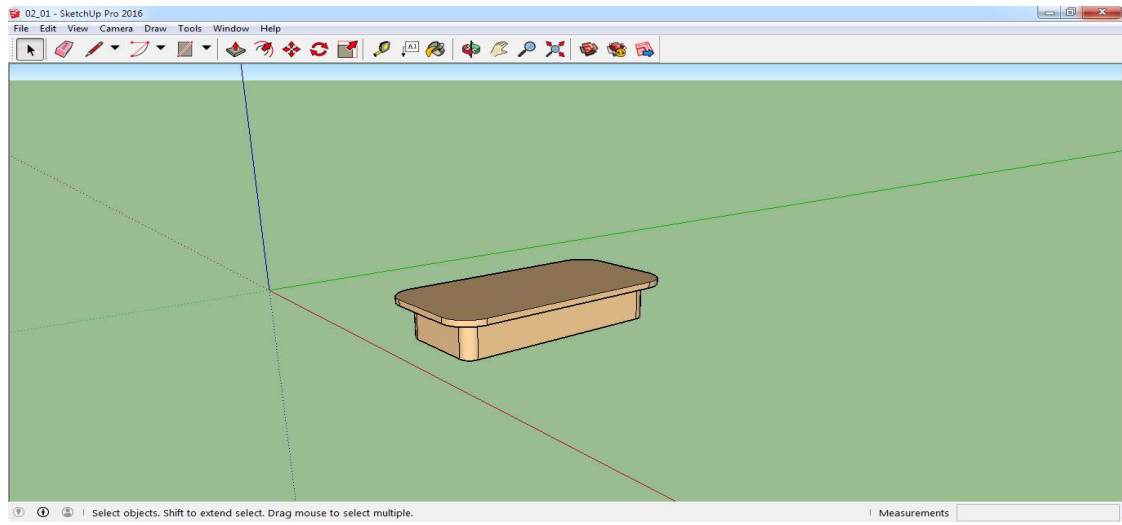 02_01 - SketchUp Pro 2016
File Edit View Camera Draw Tools Window Help
A1
Select objects. Shift to extend select. Drag mouse to select multiple.
Measurements